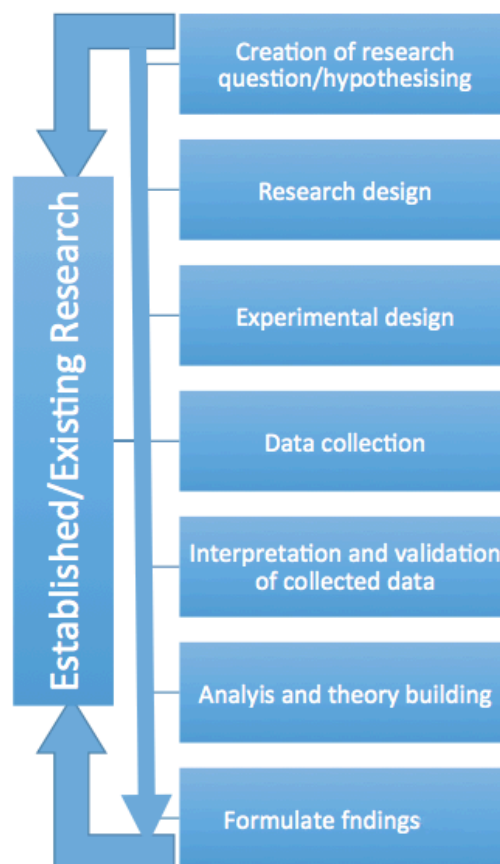 Creation of research
question/hypothesising
Research design
Established/Existing Research
Experimental design
Data collection
Interpretation and validation
of collected data
Analyis and theory building
Formulate fndings